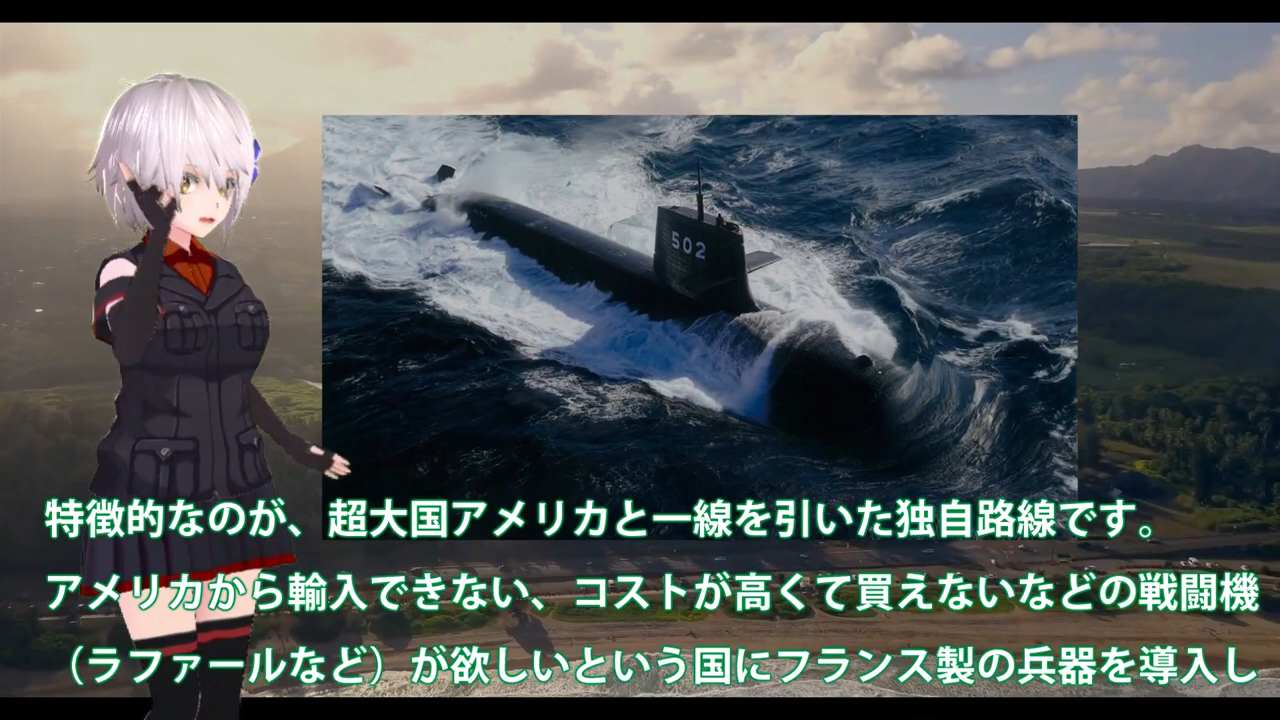 502
特徴的なのが、超大国アメリカと一線を引いた独自路線です。
アメリカから輸入できない、コストが高くて買えないなどの戦闘機
（ラファールなど）が欲しいという国にフランス製の兵器を導入し